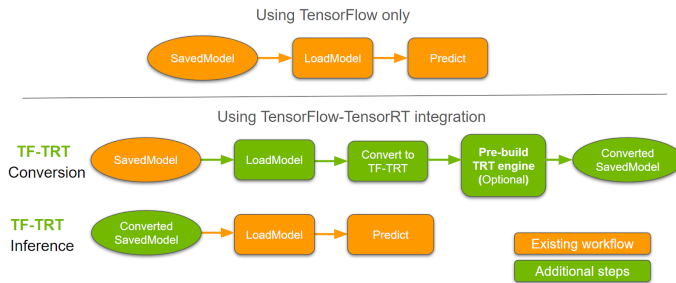 Using TensorFlow only
SavedModel
LoadModel
Predict
Using TensorFlow-TensorRT integration
TF-TRT
Conversion
SavedModel
LoadModel
Convert to
TF-TRT
Pre-build
TRT engine
(Optional)
Converted
SavedModel
TF-TRT
Inference
Converted
SavedModel
LoadModel
Predict
Existing workflow
Additional steps